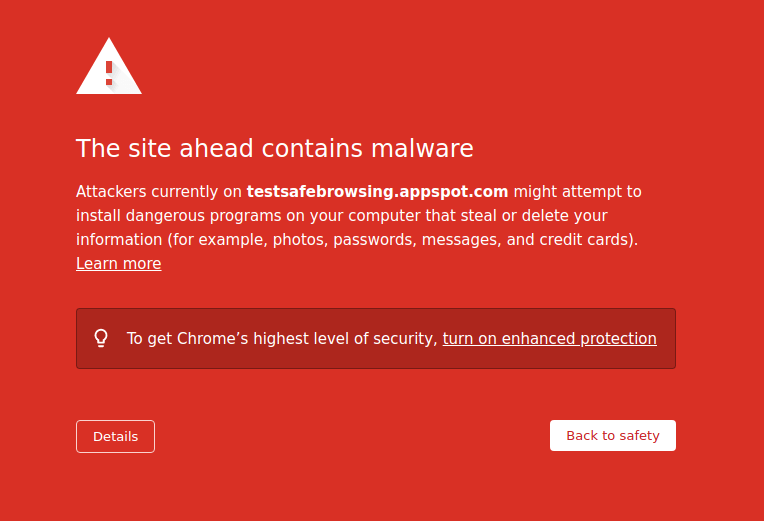 The site ahead contains malware
Attackers currently on testsafebrowsing.appspot.com might attempt to
install dangerous programs on your computer that steal or delete your
information (for example, photos, passwords, messages, and credit cards).
Learn more
To get Chrome’s highest level of security, turn on enhanced protection
Details
Back to safety